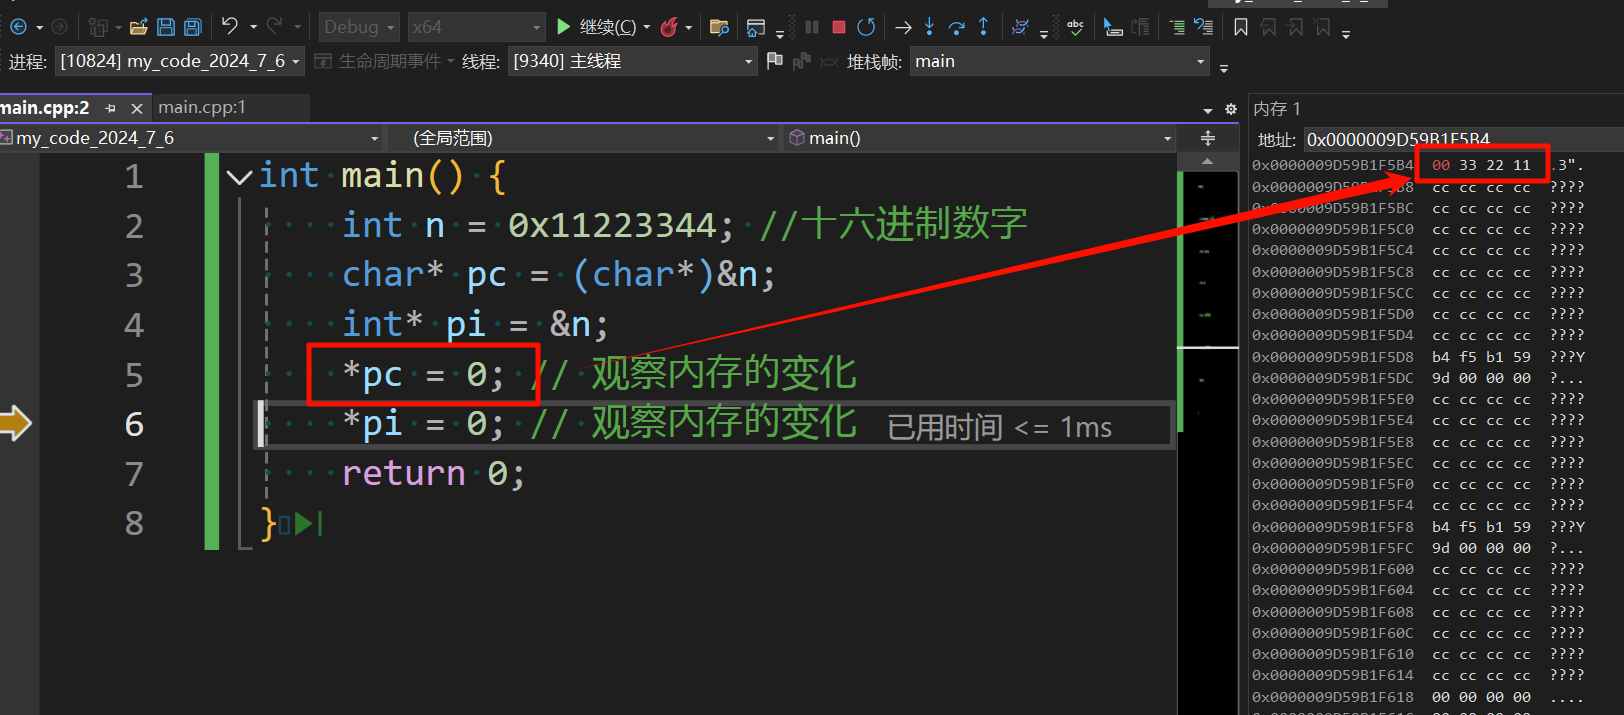 Debug x64 继续(C)
进程: [10824] my_code_2024_7_6 生命周期事件 线程: [9340] 主线程 堆栈帧: main
main.cpp:2 main.cpp:1
my_code_2024_7_6 (全局范围) main()
1 int main() {
2 int n = 0x11223344; //十六进制数字
3 char* pc = (char*)&n;
4 int* pi = &n;
5 *pc = 0; // 观察内存的变化
6 *pi = 0; // 观察内存的变化 已用时间 <= 1ms
7 return 0;
8 }
内存 1
地址: 0x0000009D59B1F5B4
0x0000009D59B1F5B4 00 33 22 11 .3".
cc cc cc cc ????
0x0000009D59B1F5BC cc cc cc cc ????
0x0000009D59B1F5C0 cc cc cc cc ????
0x0000009D59B1F5C4 cc cc cc cc ????
0x0000009D59B1F5C8 cc cc cc cc ????
0x0000009D59B1F5CC cc cc cc cc ????
0x0000009D59B1F5D0 cc cc cc cc ????
0x0000009D59B1F5D4 cc cc cc cc ????
0x0000009D59B1F5D8 b4 f5 b1 59 ???Y
0x0000009D59B1F5DC 9d 00 00 00 ?...
0x0000009D59B1F5E0 cc cc cc cc ????
0x0000009D59B1F5E4 cc cc cc cc ????
0x0000009D59B1F5E8 cc cc cc cc ????
0x0000009D59B1F5EC cc cc cc cc ????
0x0000009D59B1F5F0 cc cc cc cc ????
0x0000009D59B1F5F4 cc cc cc cc ????
0x0000009D59B1F5F8 b4 f5 b1 59 ???Y
0x0000009D59B1F5FC 9d 00 00 00 ?...
0x0000009D59B1F600 cc cc cc cc ????
0x0000009D59B1F604 cc cc cc cc ????
0x0000009D59B1F608 cc cc cc cc ????
0x0000009D59B1F60C cc cc cc cc ????
0x0000009D59B1F610 cc cc cc cc ????
0x0000009D59B1F614 cc cc cc cc ????
0x0000009D59B1F618 00 00 00 00 ....